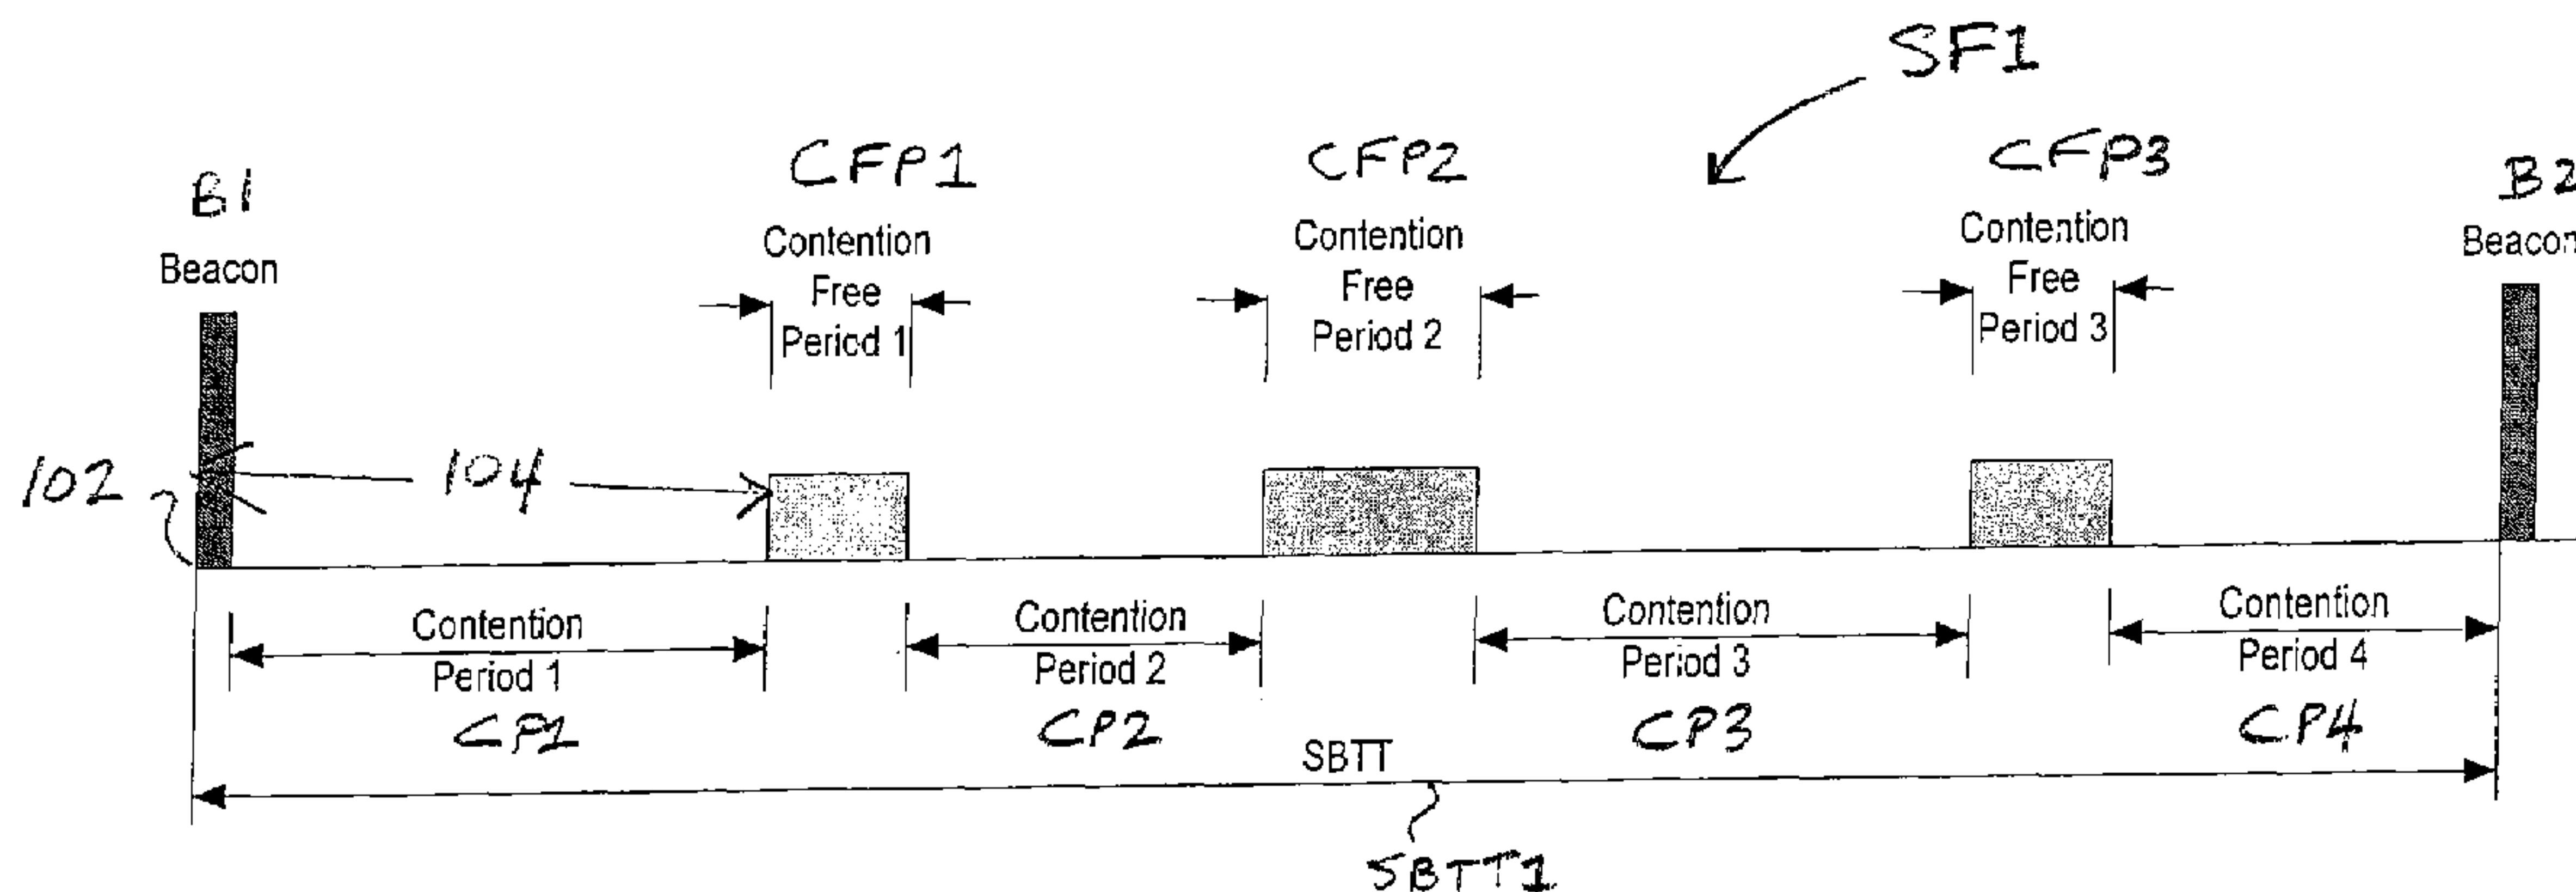 SF1
B1
Beacon
CFP1
Contention
Free
Period 1
CFP2
Contention
Free
Period 2
CFP3
Contention
Free
Period 3
B2
Beacon
102
104
Contention
Period 1
CP1
Contention
Period 2
CP2
Contention
Period 3
CP3
Contention
Period 4
CP4
SBTT
SBTT1